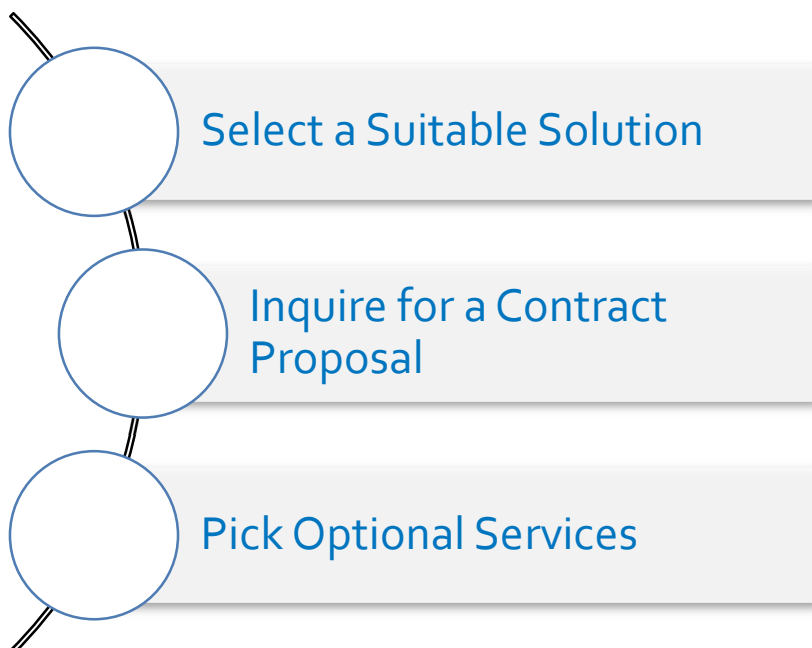 Select a Suitable Solution
Inquire for a Contract
Proposal
Pick Optional Services